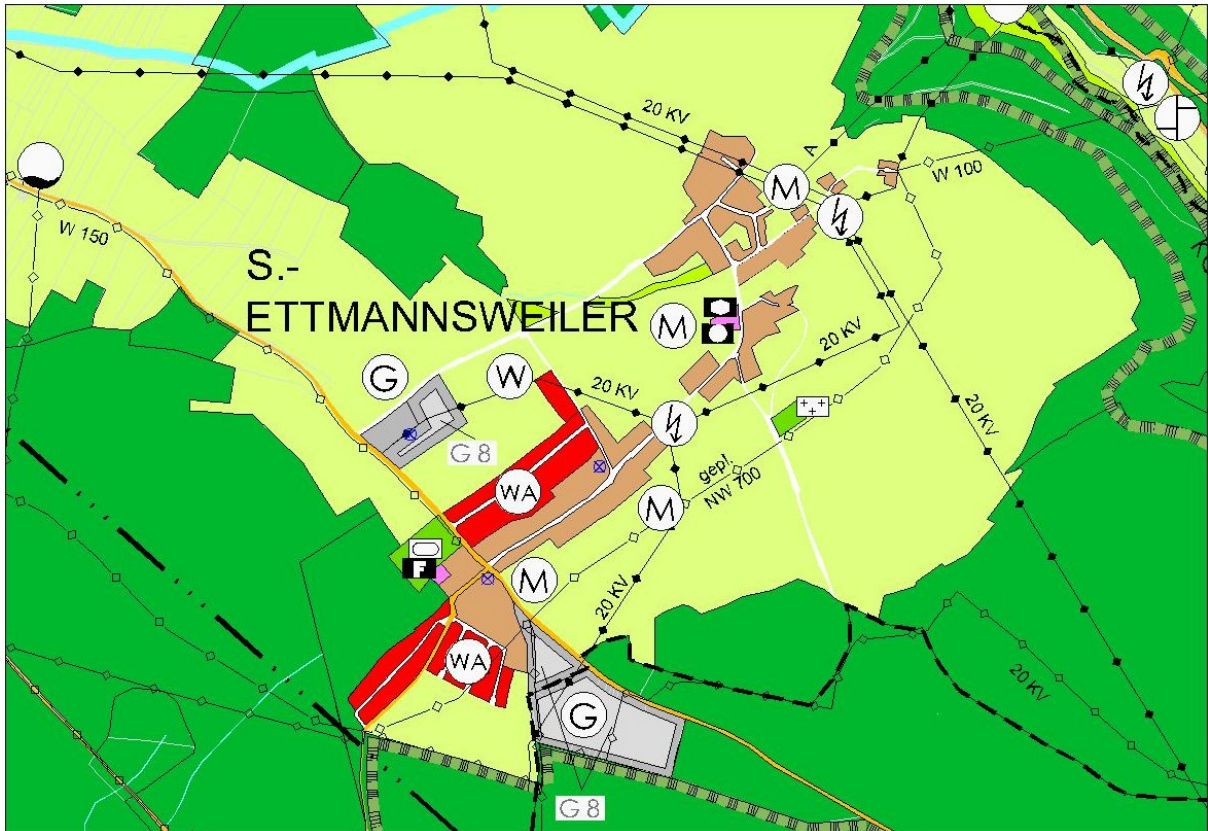 20 KV
A
M
W 100
W 150
S.-
ETTMANNSWEILER
M
20 KV
G
W
20 KV
20 KV
G 8
gepl.
NW 700
WA
M
F
M
20 KV
WA
20 KV
G
G 8